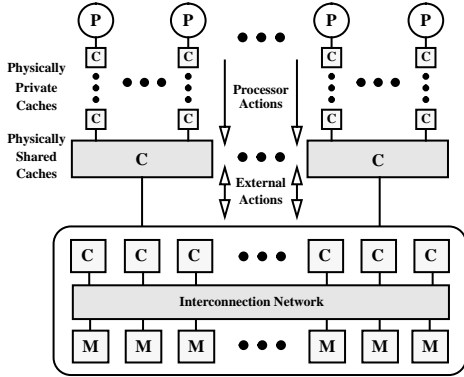 P P P P
C C C C
Physically
Private Caches
Processor
Actions
C C C C
Physically
Shared
Caches
C C
External
Actions
C C C C C C
Interconnection Network
M M M M M M